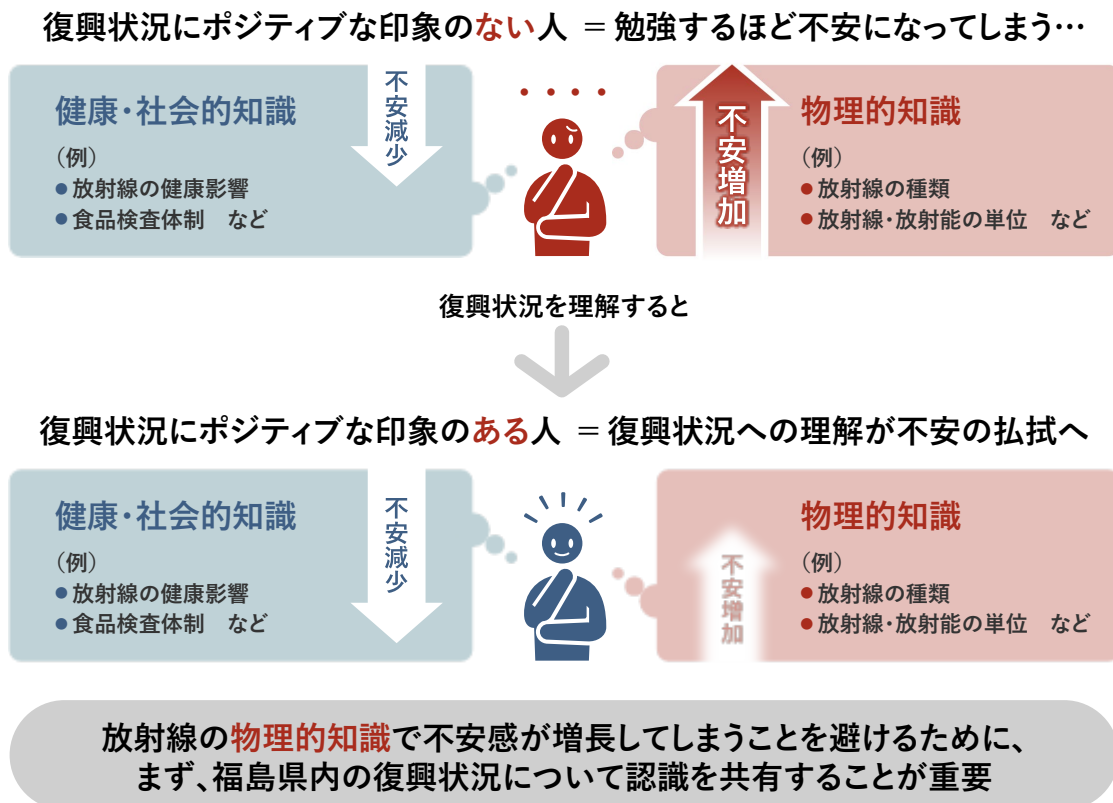 復興状況にポジティブな印象のない人 ＝勉強するほど不安になってしまう…
健康・社会的知識
（例）
●放射線の健康影響
●食品検査体制　など
不安減少
不安増加
物理的知識
（例）
●放射線の種類
●放射線・放射能の単位　など
復興状況を理解すると
復興状況にポジティブな印象のある人 ＝復興状況への理解が不安の払拭へ
健康・社会的知識
（例）
●放射線の健康影響
●食品検査体制　など
不安減少
不安増加
物理的知識
（例）
●放射線の種類
●放射線・放射能の単位　など
放射線の物理的知識で不安感が増長してしまうことを避けるために、
まず、福島県内の復興状況について認識を共有することが重要